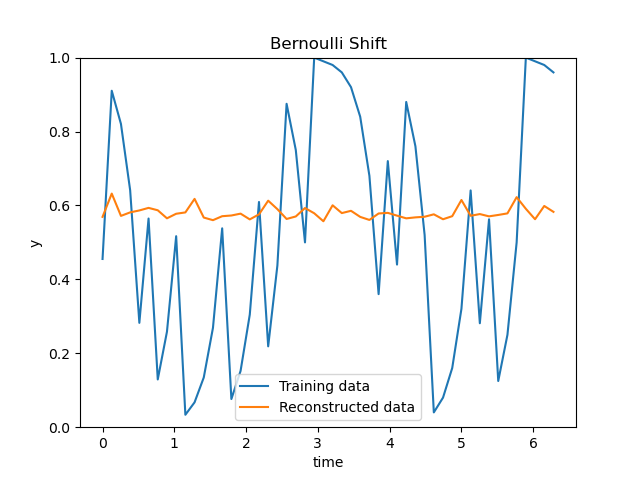 Bernoulli Shift
1.0
0.8
0.6
0.4
0.2
0.0
y
Training data
Reconstructed data
0 1 2 3 4 5 6
time